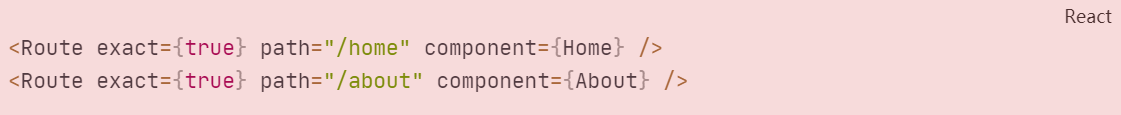 React
<Route exact={true} path="/home" component={Home} />
<Route exact={true} path="/about" component={About} />